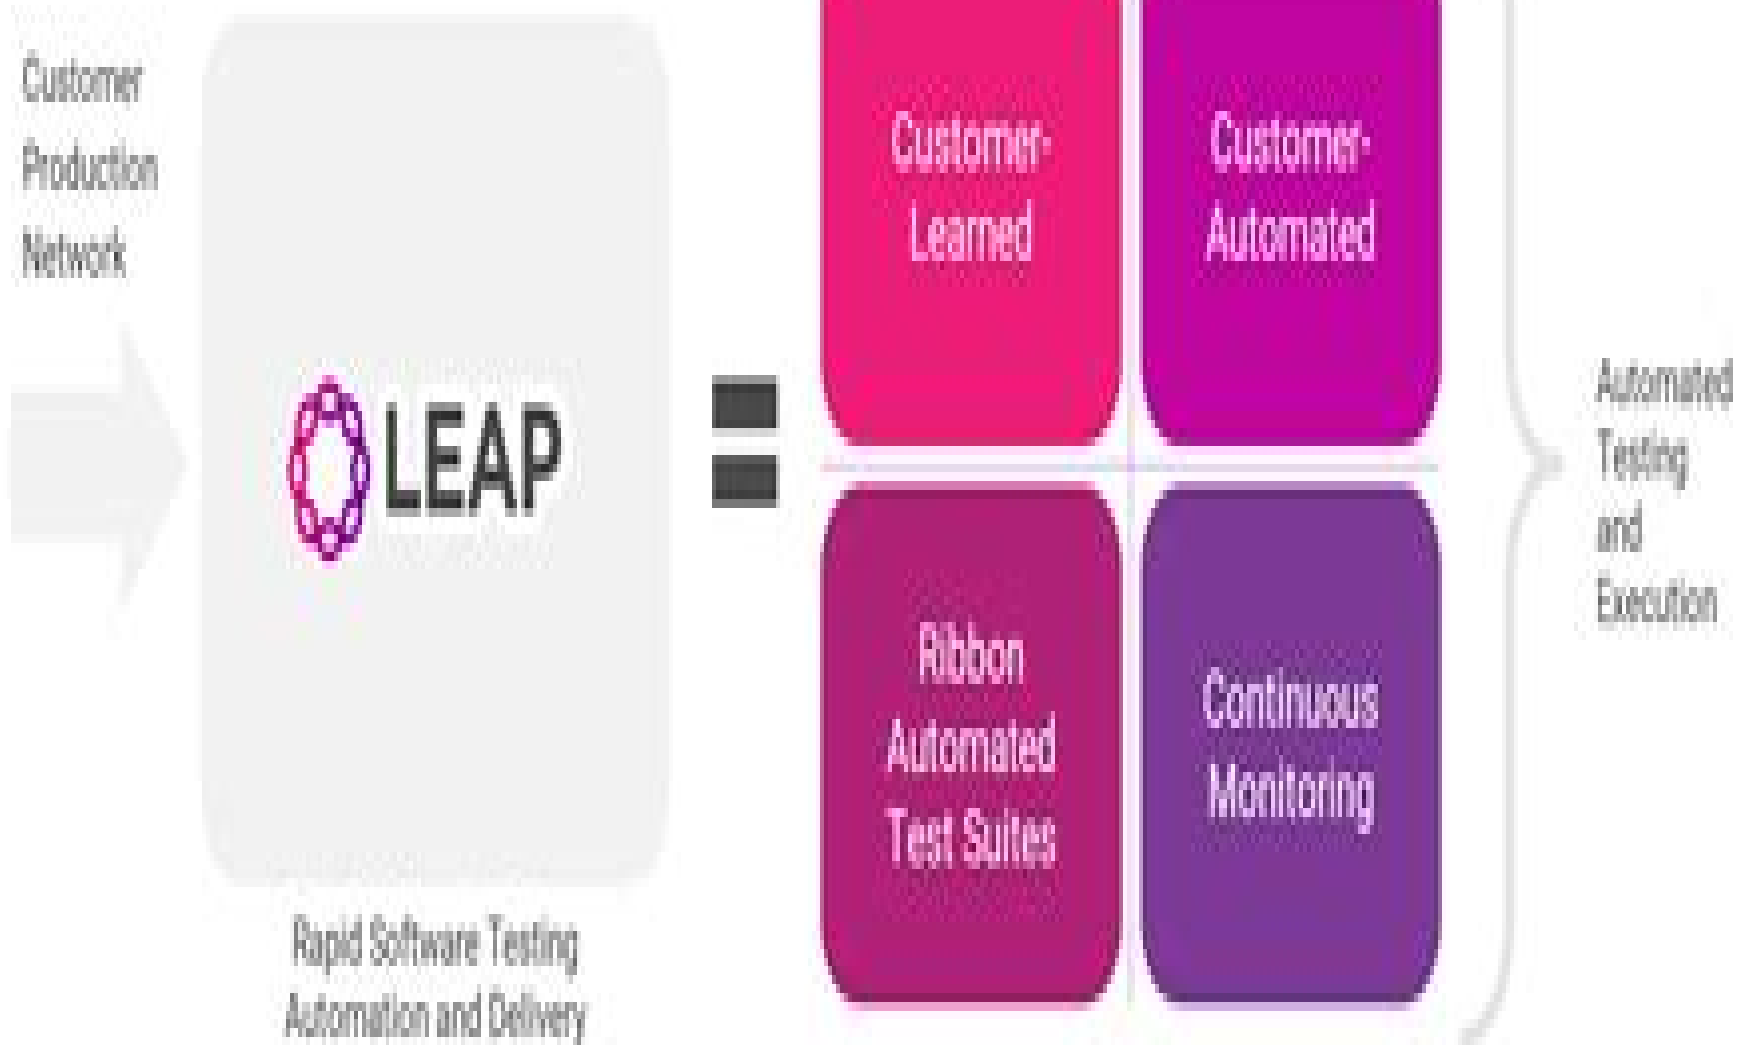 Customer
Production
Network
LEAP
Rapid Software Testing
Automation and Delivery
Customer-
Learned
Customer-
Automated
Ribbon
Automated
Test Suites
Continuous
Monitoring
Automated
Testing
and
Execution